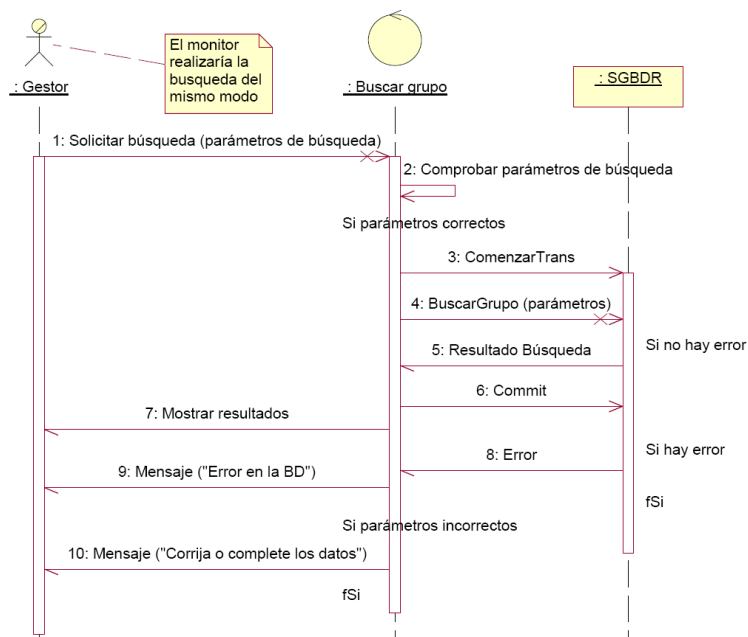 El monitor
realizaría la
busqueda del
mismo modo
: Gestor
: Buscar grupo
: SGBDR
1: Solicitar búsqueda (parámetros de búsqueda)
2: Comprobar parámetros de búsqueda
Si parámetros correctos
3: ComenzarTrans
4: BuscarGrupo (parámetros)
Si no hay error
5: Resultado Búsqueda
6: Commit
7: Mostrar resultados
Si hay error
8: Error
9: Mensaje ("Error en la BD")
fSi
Si parámetros incorrectos
10: Mensaje ("Corrija o complete los datos")
fSi